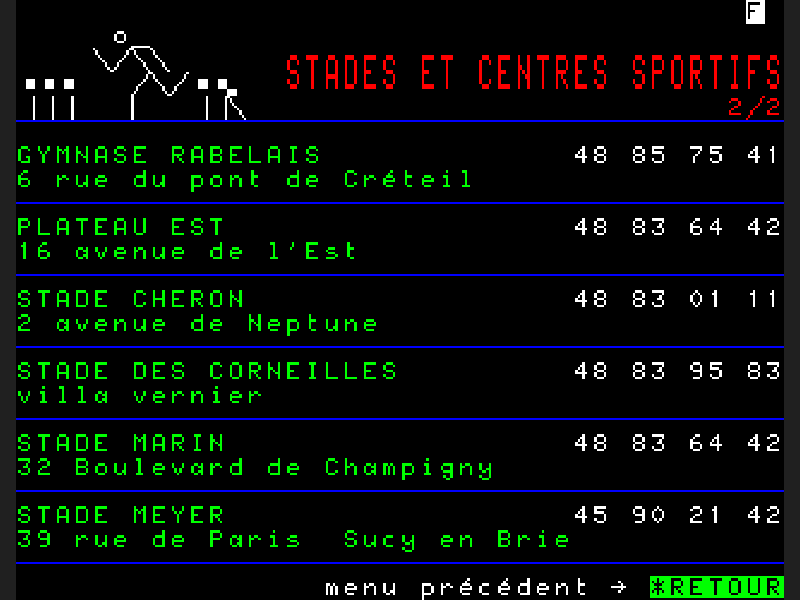 F
STADES ET CENTRES SPORTIFS
2/2
GYMNASE RABELAIS 48 85 75 41
6 rue du pont de Créteil
PLATEAU EST 48 83 64 42
16 avenue de l'Est
STADE CHERON 48 83 01 11
2 avenue de Neptune
STADE DES CORNEILLES 48 83 95 83
villa vernier
STADE MARIN 48 83 64 42
32 Boulevard de Champigny
STADE MEYER 45 90 21 42
39 rue de Paris Sucy en Brie
menu précédent → *RETOUR